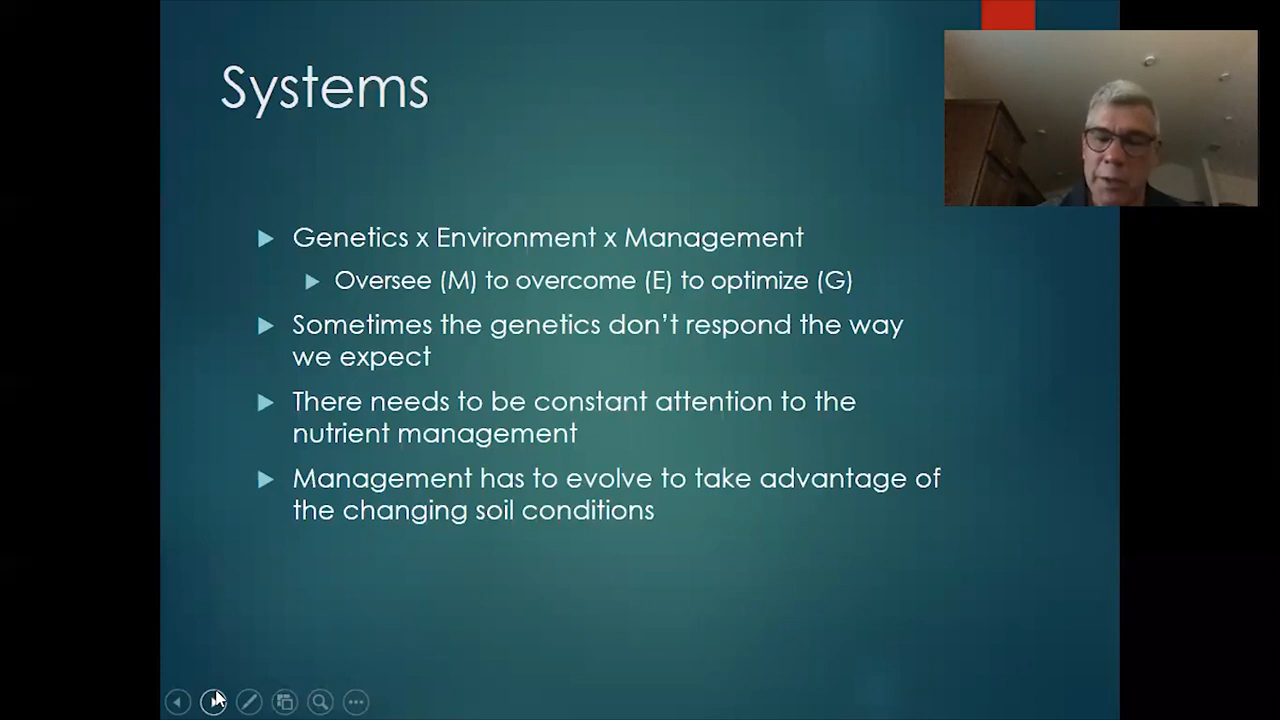 Systems
Genetics x Environment x Management
Oversee (M) to overcome (E) to optimize (G)
Sometimes the genetics don't respond the way
we expect
There needs to be constant attention to the
nutrient management
Management has to evolve to take advantage of
the changing soil conditions